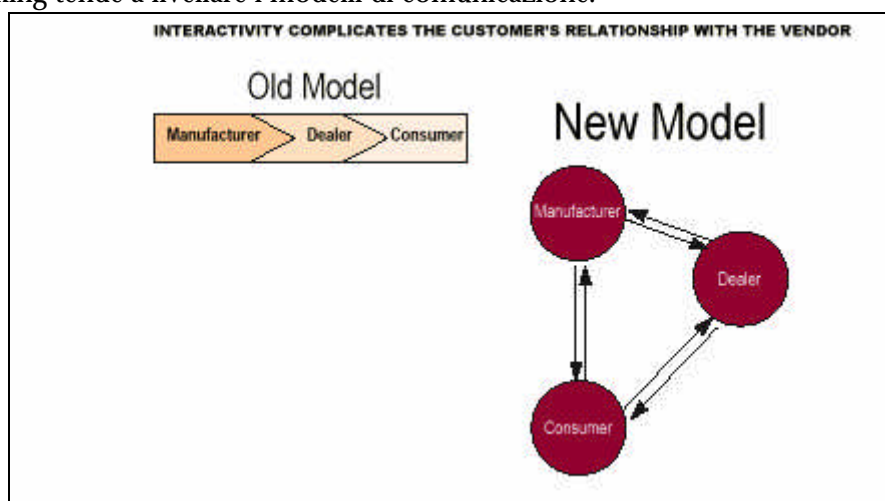 tende a livellare i modelli di comunicazione.
INTERACTIVITY COMPLICATES THE CUSTOMER'S RELATIONSHIP WITH THE VENDOR
Old Model
Manufacturer Dealer Consumer
New Model
Manufacturer
Dealer
Consumer